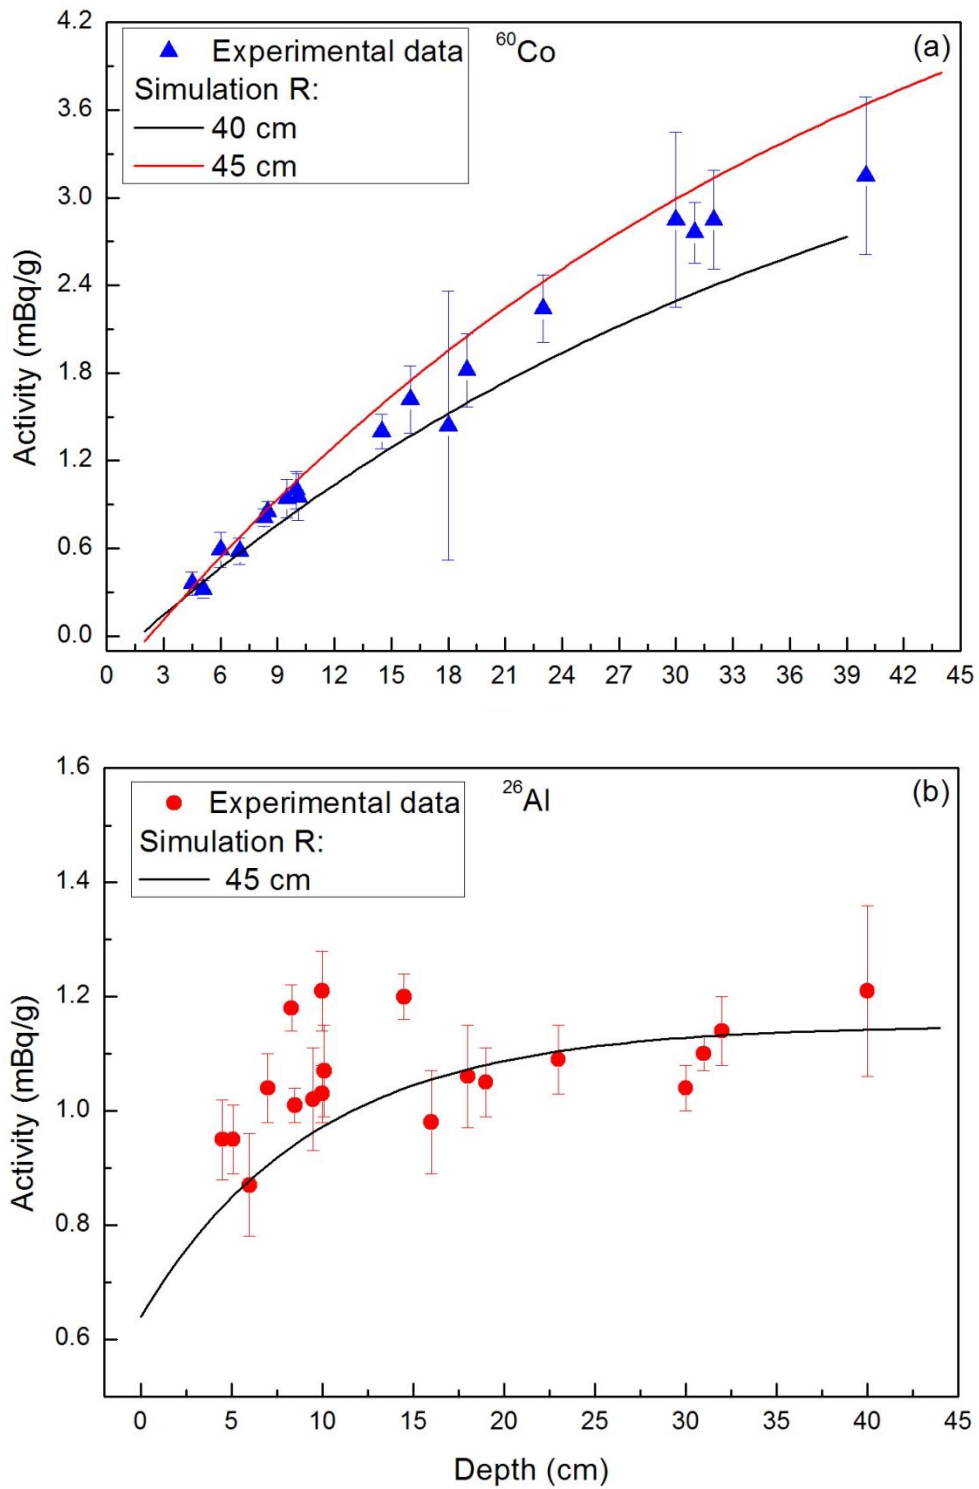 4.2
3.6
3.0
2.4
1.8
1.2
0.6
0.0
Activity (mBq/g)
Experimental data
Simulation R:
40 cm
45 cm
⁶⁰Co
(a)
0 3 6 9 12 15 18 21 24 27 30 33 36 39 42 45
1.6
1.4
1.2
1.0
0.8
0.6
Activity (mBq/g)
Experimental data
Simulation R:
45 cm
²⁶Al
(b)
0 5 10 15 20 25 30 35 40 45
Depth (cm)